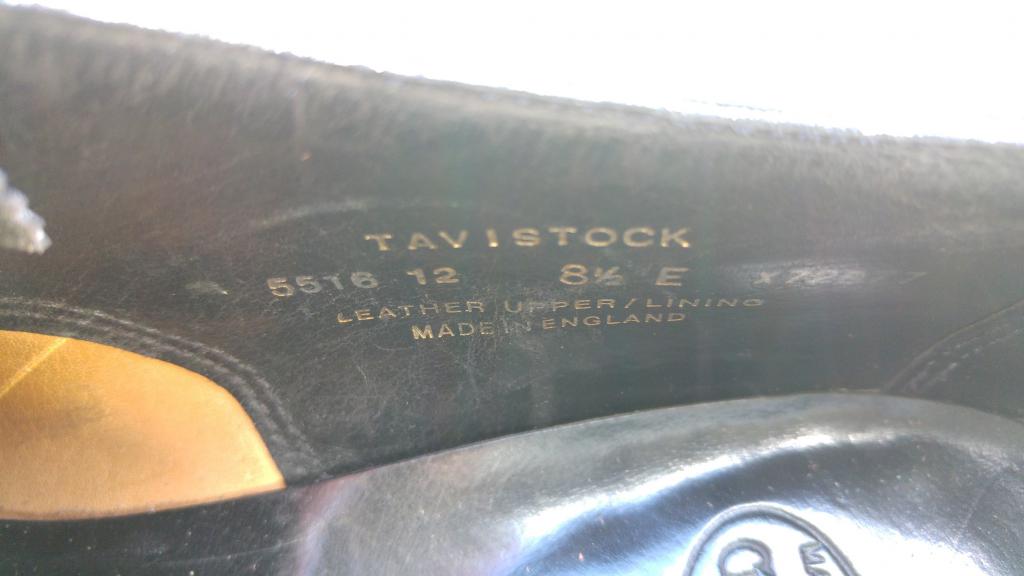 TAVISTOCK
5516 12 8½ E
LEATHER UPPER/LINING
MADE IN ENGLAND